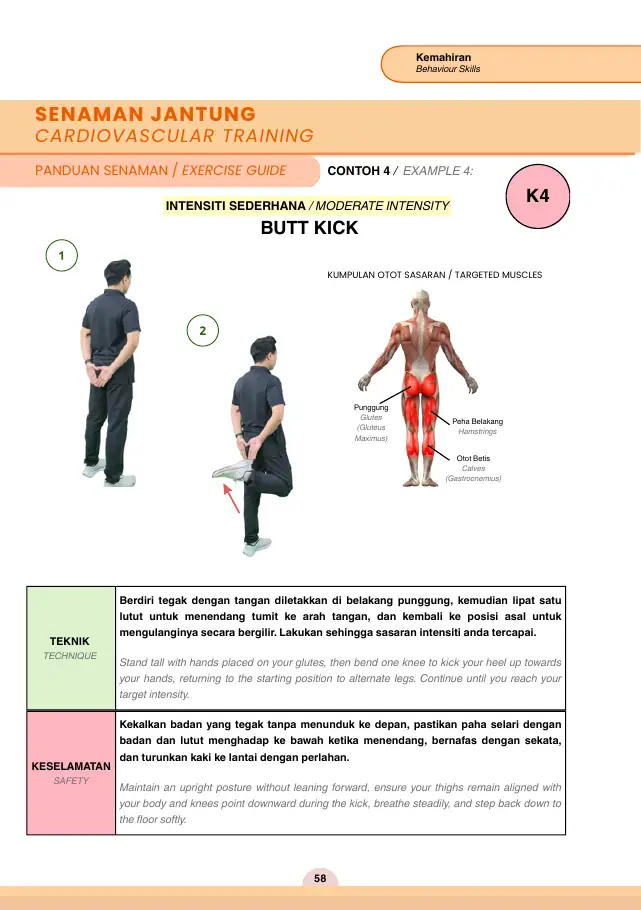 Kemahiran
Behaviour Skills
SENAMAN JANTUNG
CARDIOVASCULAR TRAINING
PANDUAN SENAMAN / EXERCISE GUIDE
CONTOH 4 / EXAMPLE 4:
K4
INTENSITI SEDERHANA / MODERATE INTENSITY
BUTT KICK
1
2
KUMPULAN OTOT SASARAN / TARGETED MUSCLES
Punggung
Glutes
(Gluteus
Maximus)
Peha Belakang
Hamstrings
Otot Betis
Calves
(Gastrocnemius)
TEKNIK
TECHNIQUE
Berdiri tegak dengan tangan diletakkan di belakang punggung, kemudian lipat satu
lutut untuk menendang tumit ke arah tangan, dan kembali ke posisi asal untuk
mengulanginya secara bergilir. Lakukan sehingga sasaran intensiti anda tercapai.
Stand tall with hands placed on your glutes, then bend one knee to kick your heel up towards
your hands, returning to the starting position to alternate legs. Continue until you reach your
target intensity.
KESELAMATAN
SAFETY
Kekalkan badan yang tegak tanpa menunduk ke depan, pastikan paha selari dengan
badan dan lutut menghadap ke bawah ketika menendang, bernafas dengan sekata,
dan turunkan kaki ke lantai dengan perlahan.
Maintain an upright posture without leaning forward, ensure your thighs remain aligned with
your body and knees point downward during the kick, breathe steadily, and step back down to
the floor softly.
58